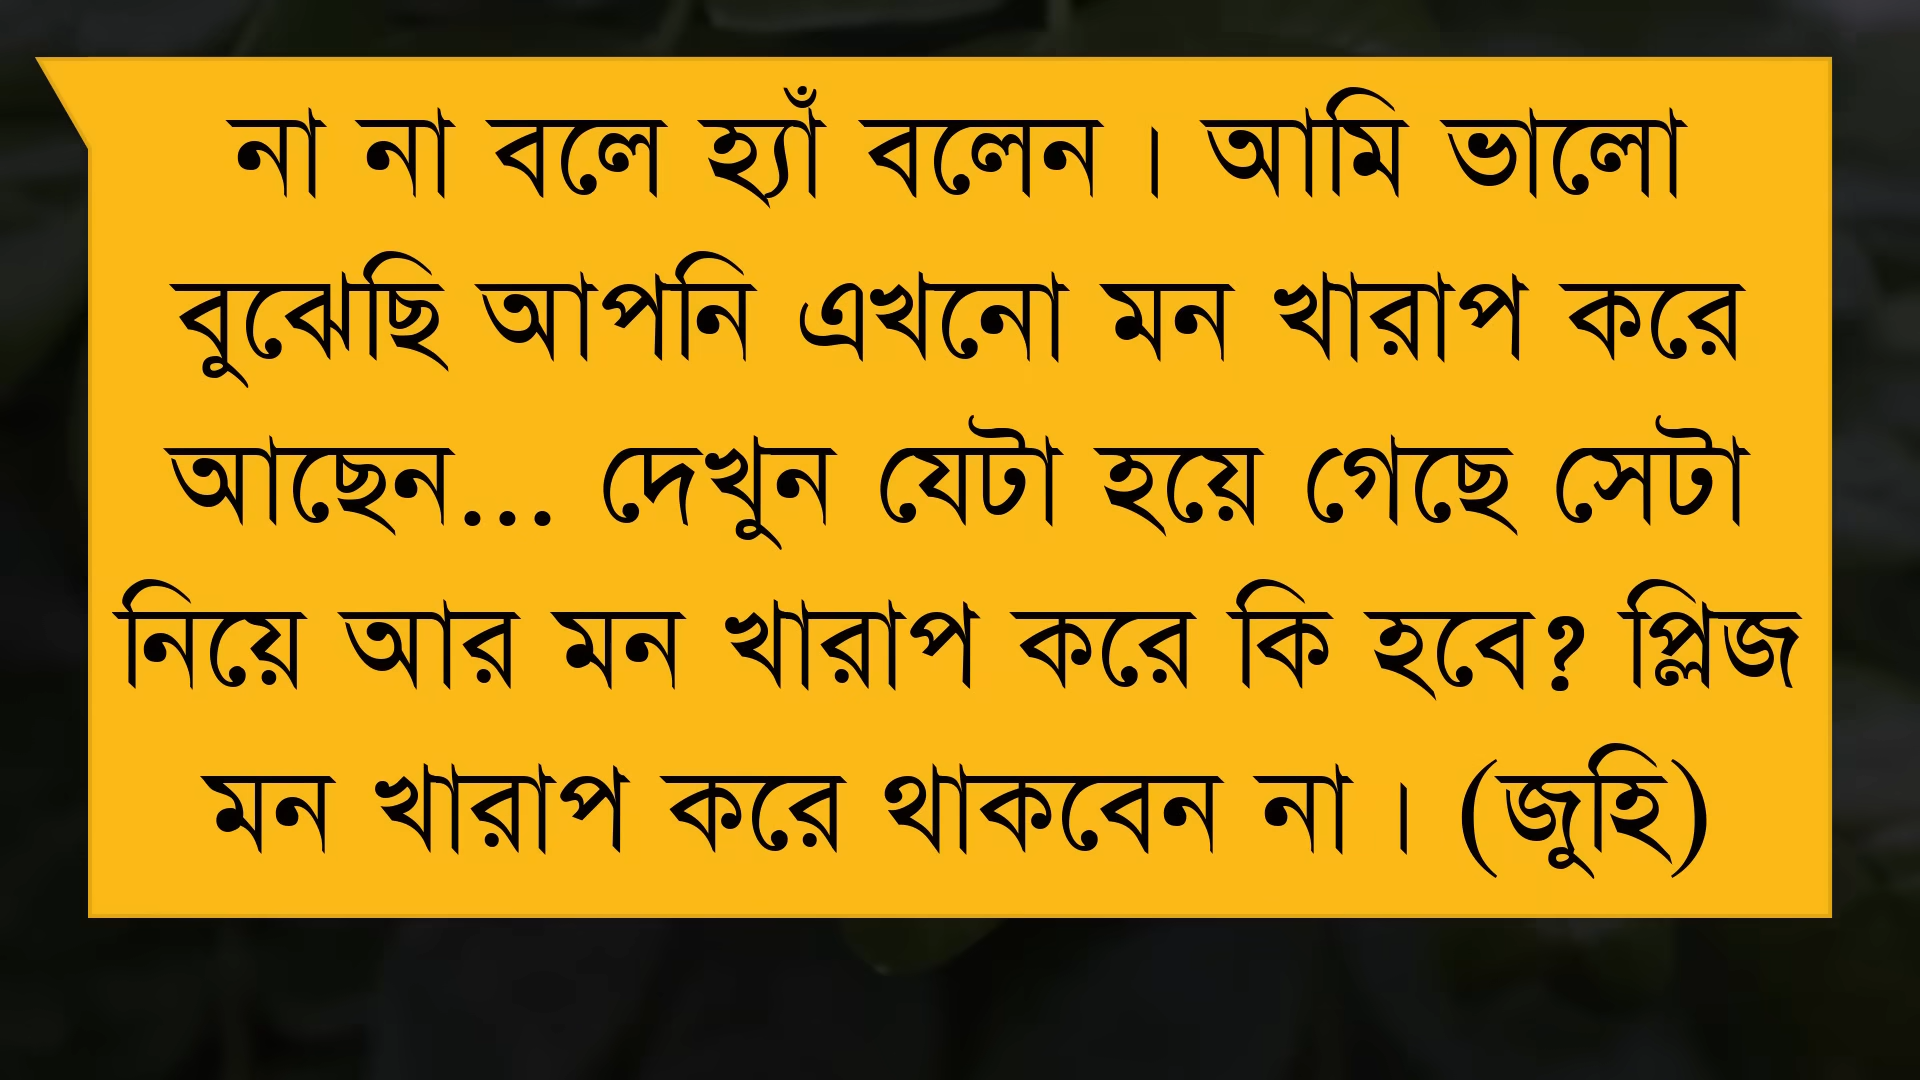 না না বলে হ্যাঁ বলেন। আমি ভালো
বুঝেছি আপনি এখনো মন খারাপ করে
আছেন... দেখুন যেটা হয়ে গেছে সেটা
নিয়ে আর মন খারাপ করে কি হবে? প্লিজ
মন খারাপ করে থাকবেন না। (জুহি)